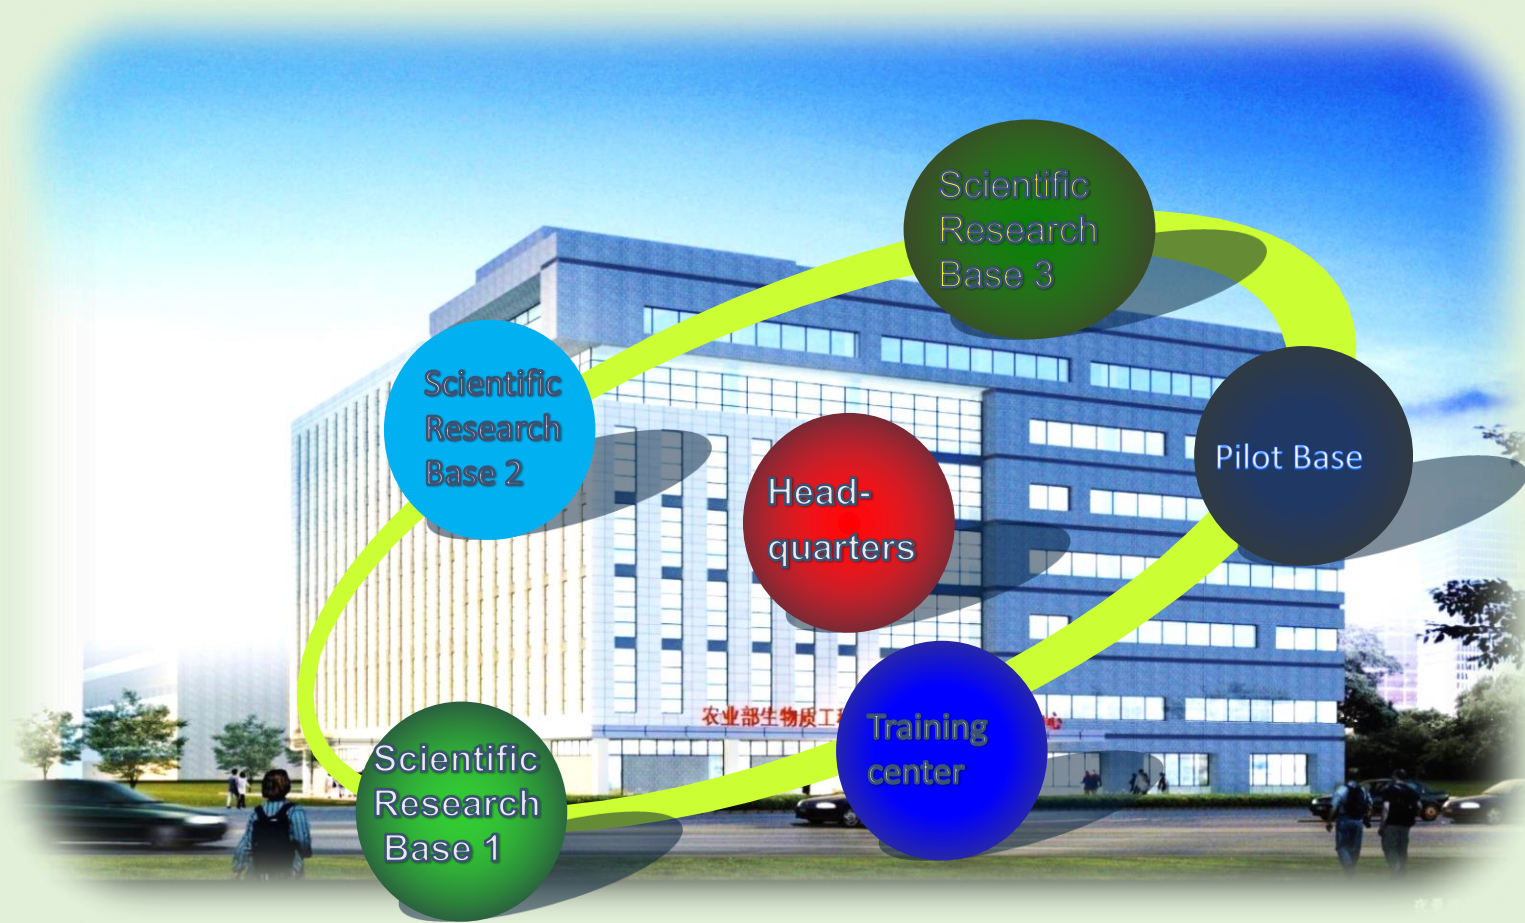 Scientific
Research
Base 3
Scientific
Research
Base 2
Pilot Base
Head-
quarters
农业部生物质工
心
Training
center
Scientific
Research
Base 1